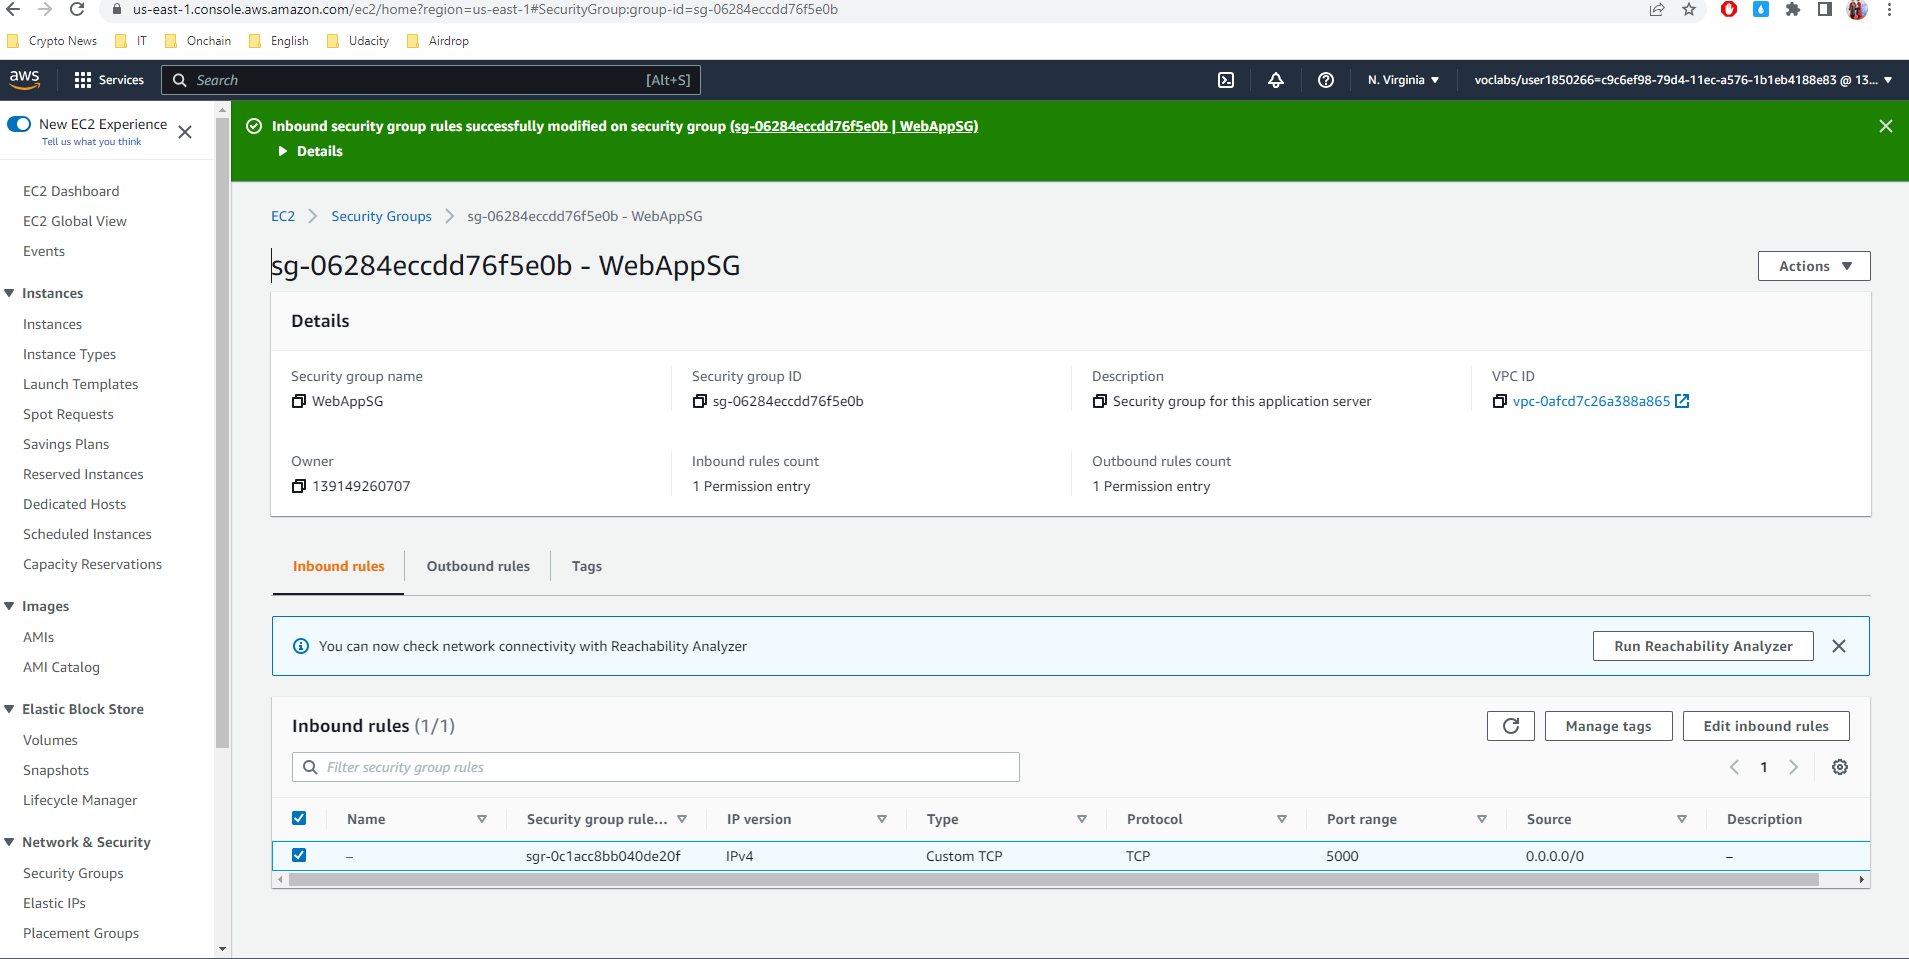 us-east-1.console.aws.amazon.com/ec2/home?region=us-east-1#SecurityGroup:group-id=sg-06284eccdd76f5e0b
Crypto News IT Onchain English Udacity Airdrop
aws Services Search [Alt+S] N. Virginia voclabs/user1850266=c9c6ef98-79d4-11ec-a576-1b1eb4188e83 @ 13...
New EC2 Experience
Tell us what you think
EC2 Dashboard
EC2 Global View
Events
Instances
Instances
Instance Types
Launch Templates
Spot Requests
Savings Plans
Reserved Instances
Dedicated Hosts
Scheduled Instances
Capacity Reservations
Images
AMIs
AMI Catalog
Elastic Block Store
Volumes
Snapshots
Lifecycle Manager
Network & Security
Security Groups
Elastic IPs
Placement Groups
Inbound security group rules successfully modified on security group (sg-06284eccdd76f5e0b | WebAppSG)
Details
EC2 Security Groups sg-06284eccdd76f5e0b - WebAppSG
sg-06284eccdd76f5e0b - WebAppSG
Actions
Details
Security group name Security group ID Description VPC ID
WebAppSG sg-06284eccdd76f5e0b Security group for this application server vpc-0afcd7c26a388a865
Owner Inbound rules count Outbound rules count
139149260707 1 Permission entry 1 Permission entry
Inbound rules Outbound rules Tags
You can now check network connectivity with Reachability Analyzer Run Reachability Analyzer
Inbound rules (1/1) Manage tags Edit inbound rules
Filter security group rules 1
Name Security group rule... IP version Type Protocol Port range Source Description
– sgr-0c1acc8bb040de20f IPv4 Custom TCP TCP 5000 0.0.0.0/0 –